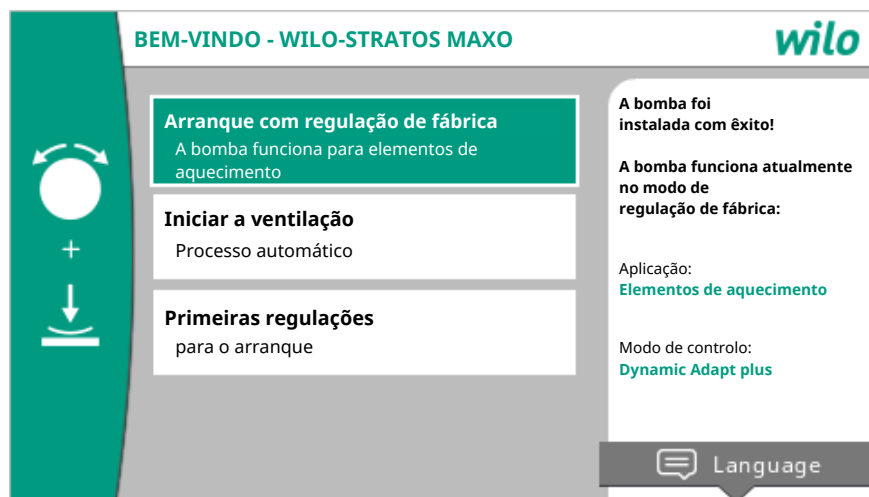 BEM-VINDO - WILO-STRATOS MAXO
wilo
Arranque com regulação de fábrica
A bomba funciona para elementos de
aquecimento
Iniciar a ventilação
Processo automático
Primeiras regulações
para o arranque
A bomba foi
instalada com êxito!
A bomba funciona atualmente
no modo de
regulação de fábrica:
Aplicação:
Elementos de aquecimento
Modo de controlo:
Dynamic Adapt plus
Language